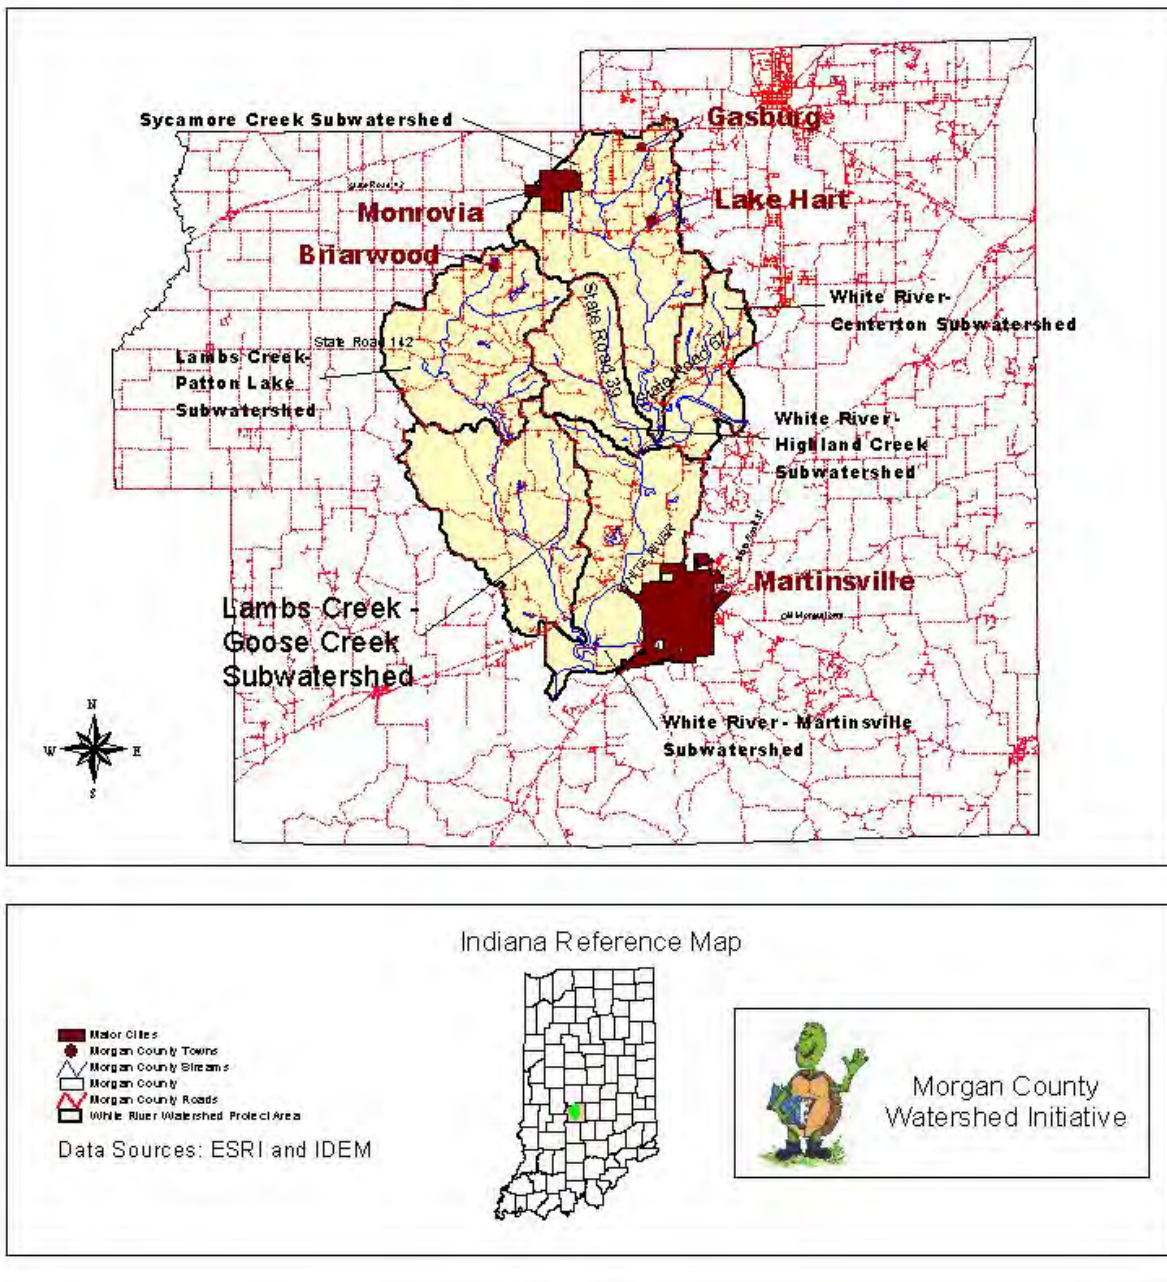 Sycamore Creek Subwatershed
Gasburg
Monrovia
Lake Hart
Briarwood
White River-
Centerton Subwatershed
State Road 39
State Road 67
State Road 142
Lambs Creek-
Patton Lake
Subwatershed
White River-
Highland Creek
Subwatershed
WHITE RIVER
Martinsville
Lambs Creek -
Goose Creek
Subwatershed
White River - Martinsville
Subwatershed
N
W
E
S
Indiana Reference Map
Major Cities
Morgan County Towns
Morgan County Streams
Morgan County
Morgan County Roads
White River Watershed Project Area
Data Sources: ESRI and IDEM
Morgan County
Watershed Initiative